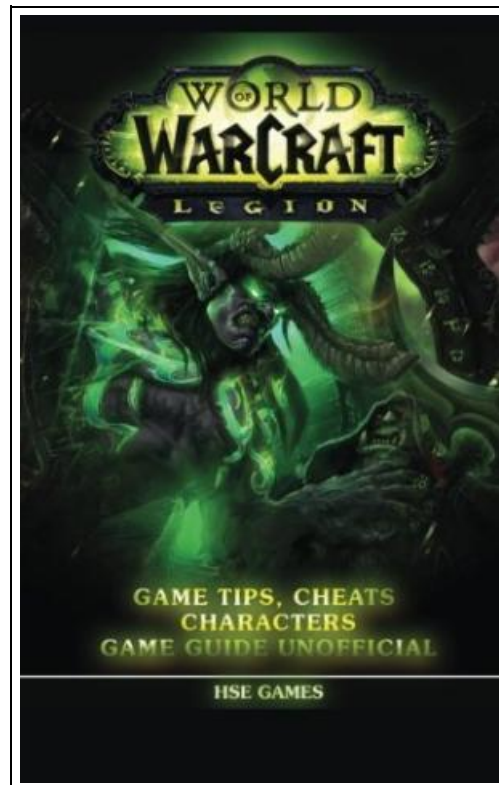 WORLD
OF
WARCRAFT
LEGION
GAME TIPS, CHEATS
CHARACTERS
GAME GUIDE UNOFFICIAL
HSE GAMES